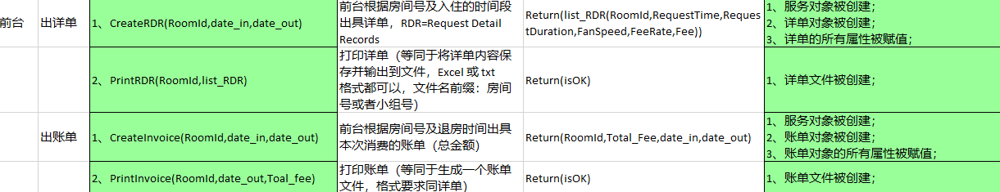 前台
出详单
1、CreateRDR(RoomId,date_in,date_out)
前台根据房间号及入住的时间段
出具详单，RDR=Request Detail
Records
Return(list_RDR(RoomId,RequestTime,Reques
tDuration,FanSpeed,FeeRate,Fee))
1、服务对象被创建；
2、详单对象被创建；
3、详单的所有属性被赋值；
2、PrintRDR(RoomId,list_RDR)
打印详单（等同于将详单内容保
存并输出到文件，Excel 或 txt
格式都可以，文件名前缀：房间
号或者小组号）
Return(isOK)
1、详单文件被创建；
出账单
1、CreateInvoice(RoomId,date_in,date_out)
前台根据房间号及退房时间出具
本次消费的账单（总金额）
Return(RoomId,Total_Fee,date_in,date_out)
1、服务对象被创建；
2、账单对象被创建；
3、账单对象的所有属性被赋值；
2、PrintInvoice(RoomId,date_out,Toal_fee)
打印账单（等同于生成一个账单
文件，格式要求同详单）
Return(isOK)
1、账单文件被创建；